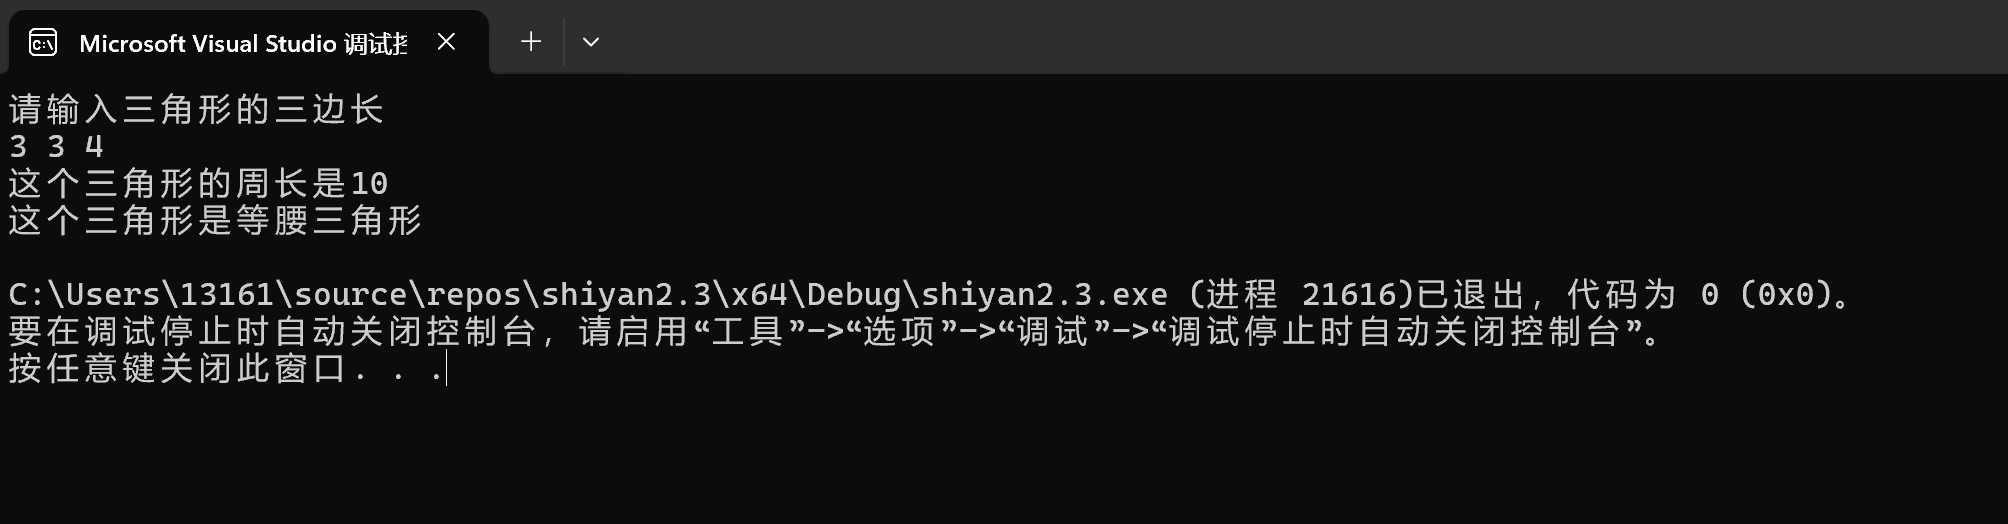 Microsoft Visual Studio 调试
请输入三角形的三边长
3 3 4
这个三角形的周长是10
这个三角形是等腰三角形
C:\Users\13161\source\repos\shiyan2.3\x64\Debug\shiyan2.3.exe (进程 21616)已退出，代码为 0 (0x0)。
要在调试停止时自动关闭控制台，请启用“工具”->“选项”->“调试”->“调试停止时自动关闭控制台”。
按任意键关闭此窗口. . .